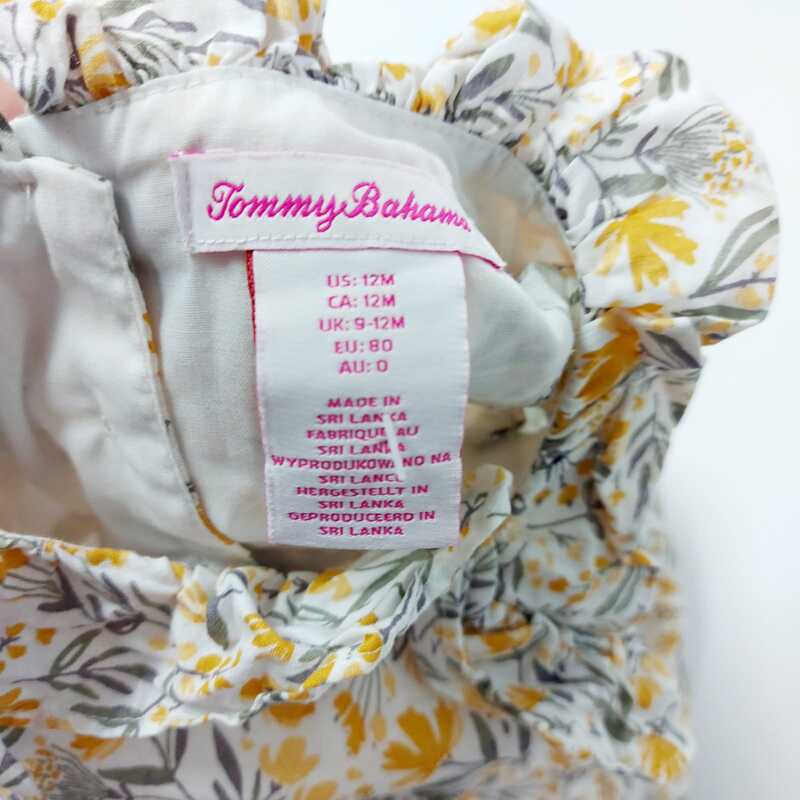 Tommy Bahama
US: 12M
CA: 12M
UK: 9-12M
EU: 80
AU: 0
MADE IN
SRI LANKA
FABRIQUE AU
SRI LANKA
WYPRODUKOWANO NA
SRI LANCE
HERGESTELLT IN
SRI LANKA
GEPRODUCEERD IN
SRI LANKA